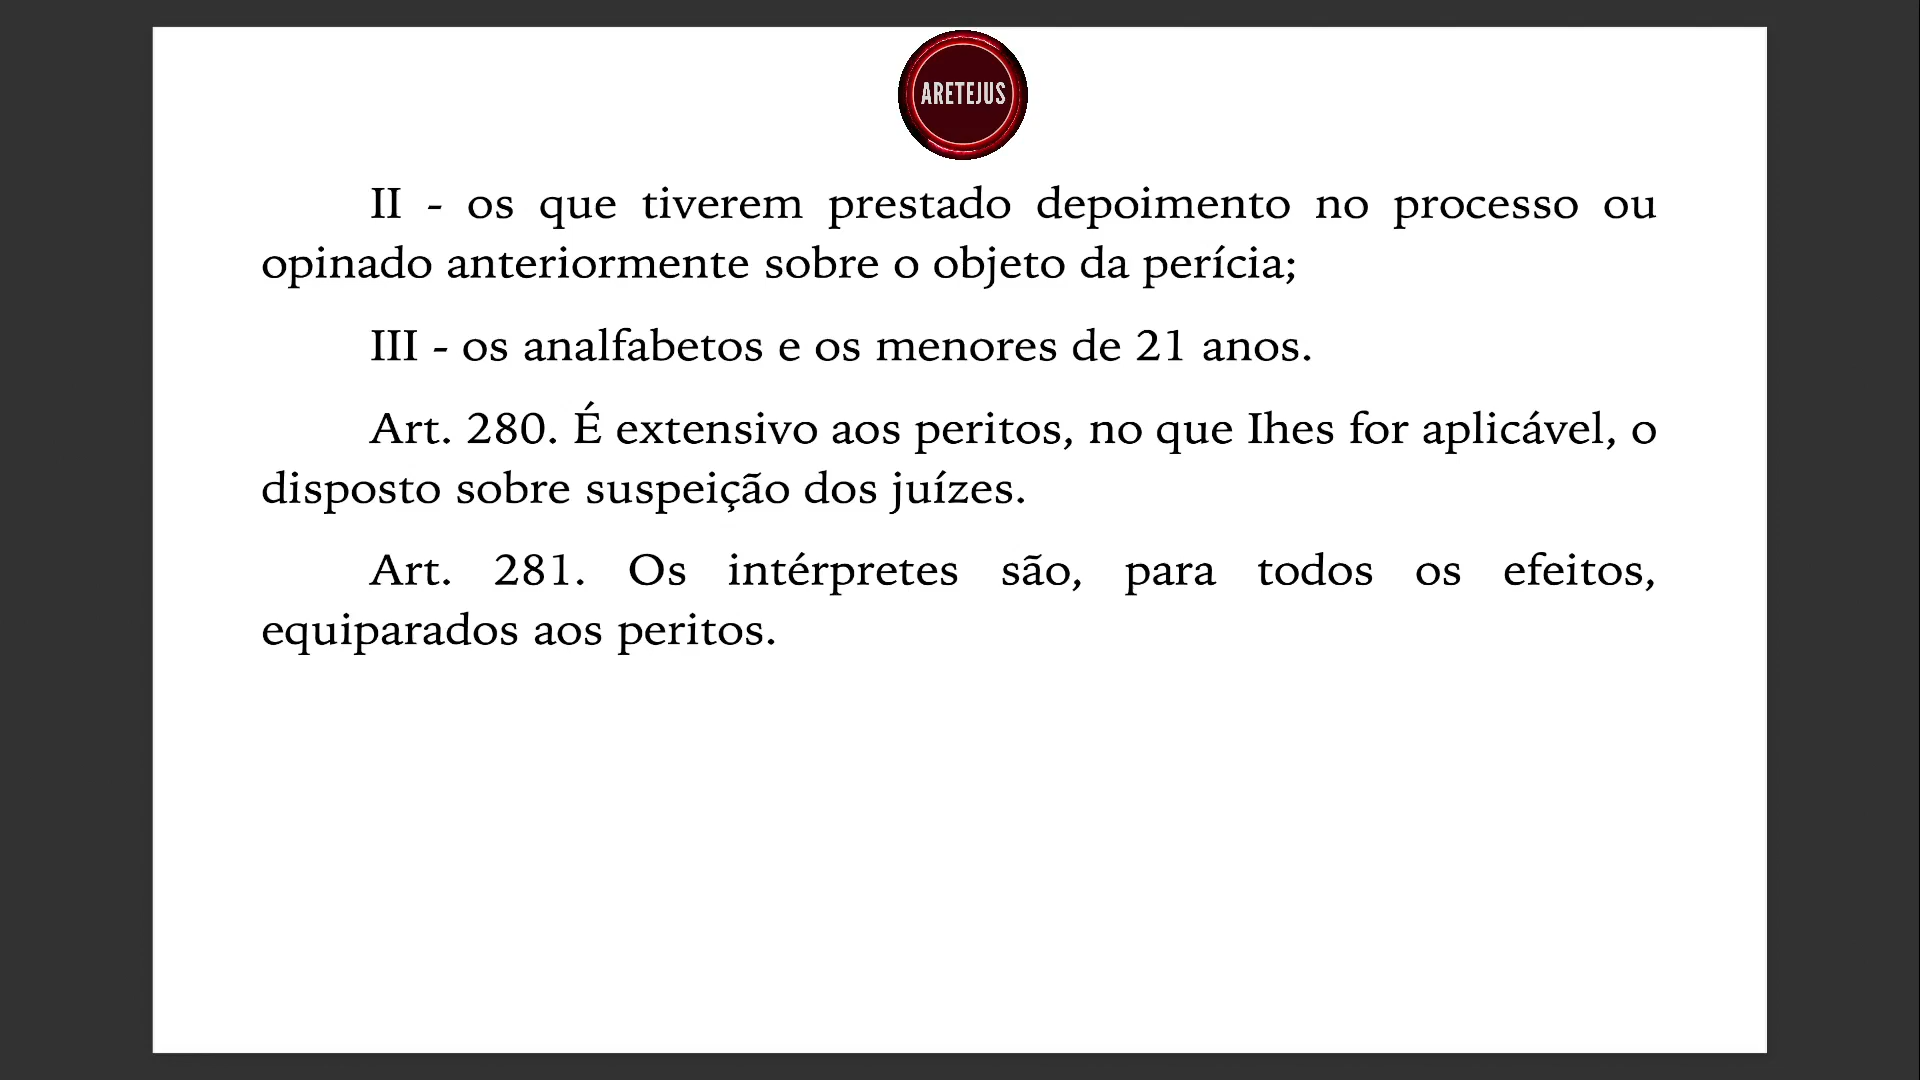 ARETEJUS
II - os que tiverem prestado depoimento no processo ou
opinado anteriormente sobre o objeto da perícia;
III - os analfabetos e os menores de 21 anos.
Art. 280. É extensivo aos peritos, no que Ihes for aplicável, o
disposto sobre suspeição dos juízes.
Art. 281. Os intérpretes são, para todos os efeitos,
equiparados aos peritos.